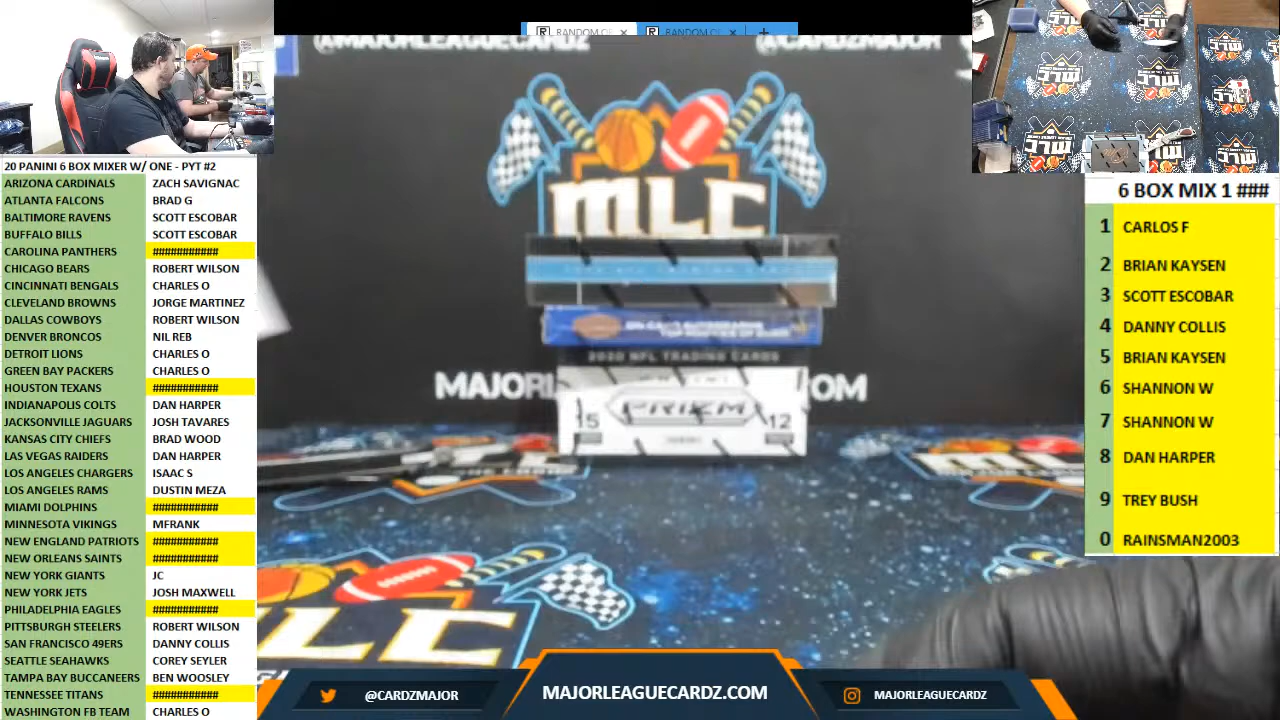 RANDOM
RANDOM
@MAJORLEAGUECARDZ
@CARDZMAJOR
MLC
20 PANINI 6 BOX MIXER W/ ONE - PYT #2
ARIZONA CARDINALS ZACH SAVIGNAC
ATLANTA FALCONS BRAD G
BALTIMORE RAVENS SCOTT ESCOBAR
BUFFALO BILLS SCOTT ESCOBAR
CAROLINA PANTHERS ###########
CHICAGO BEARS ROBERT WILSON
CINCINNATI BENGALS CHARLES O
CLEVELAND BROWNS JORGE MARTINEZ
DALLAS COWBOYS ROBERT WILSON
DENVER BRONCOS NIL REB
DETROIT LIONS CHARLES O
GREEN BAY PACKERS CHARLES O
HOUSTON TEXANS ###########
INDIANAPOLIS COLTS DAN HARPER
JACKSONVILLE JAGUARS JOSH TAVARES
KANSAS CITY CHIEFS BRAD WOOD
LAS VEGAS RAIDERS DAN HARPER
LOS ANGELES CHARGERS ISAAC S
LOS ANGELES RAMS DUSTIN MEZA
MIAMI DOLPHINS ###########
MINNESOTA VIKINGS MFRANK
NEW ENGLAND PATRIOTS ###########
NEW ORLEANS SAINTS ###########
NEW YORK GIANTS JC
NEW YORK JETS JOSH MAXWELL
PHILADELPHIA EAGLES ###########
PITTSBURGH STEELERS ROBERT WILSON
SAN FRANCISCO 49ERS DANNY COLLIS
SEATTLE SEAHAWKS COREY SEYLER
TAMPA BAY BUCCANEERS BEN WOOSLEY
TENNESSEE TITANS ###########
WASHINGTON FB TEAM CHARLES O
2020 NFL TRADING CARDS
MAJORL OM
15 PRIZM 12
MLC
6 BOX MIX 1 ###
1 CARLOS F
2 BRIAN KAYSEN
3 SCOTT ESCOBAR
4 DANNY COLLIS
5 BRIAN KAYSEN
6 SHANNON W
7 SHANNON W
8 DAN HARPER
9 TREY BUSH
0 RAINSMAN2003
@CARDZMAJOR
MAJORLEAGUECARDZ.COM
MAJORLEAGUECARDZ